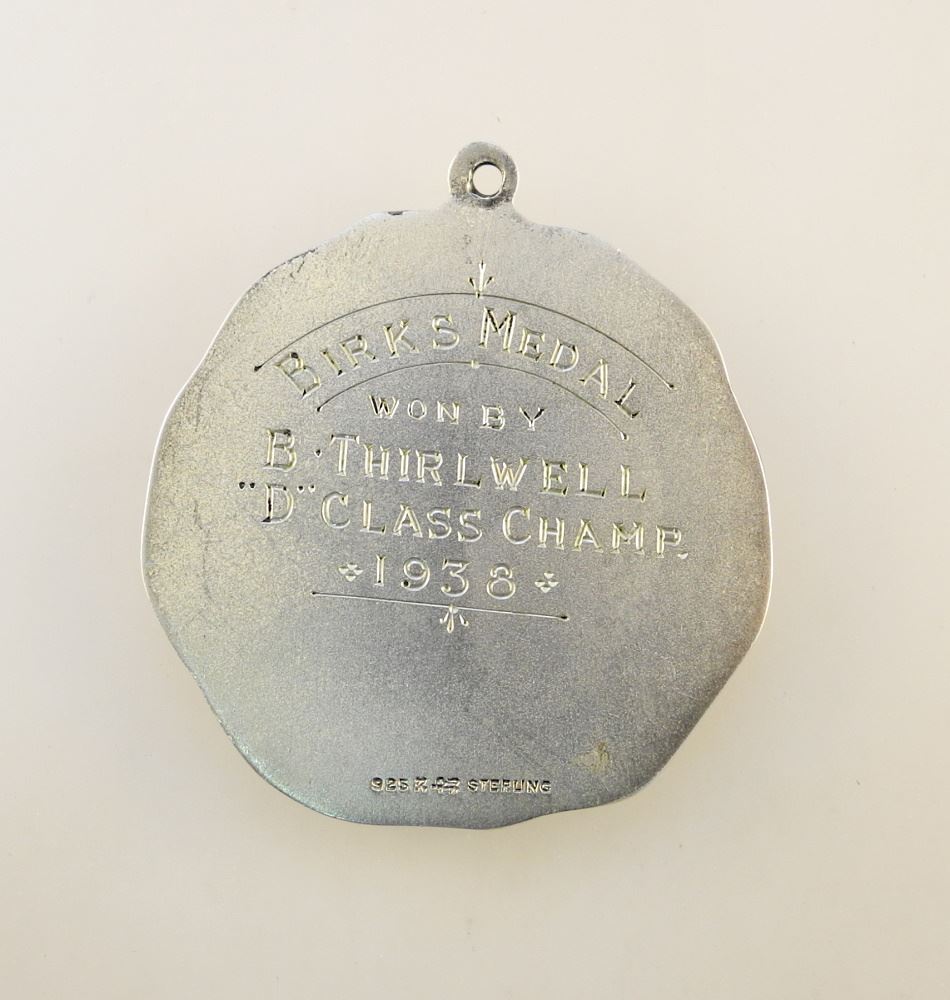 BIRKS MEDAL
WON BY
B. THIRLWELL
"D" CLASS CHAMP.
1938
925 STERLING